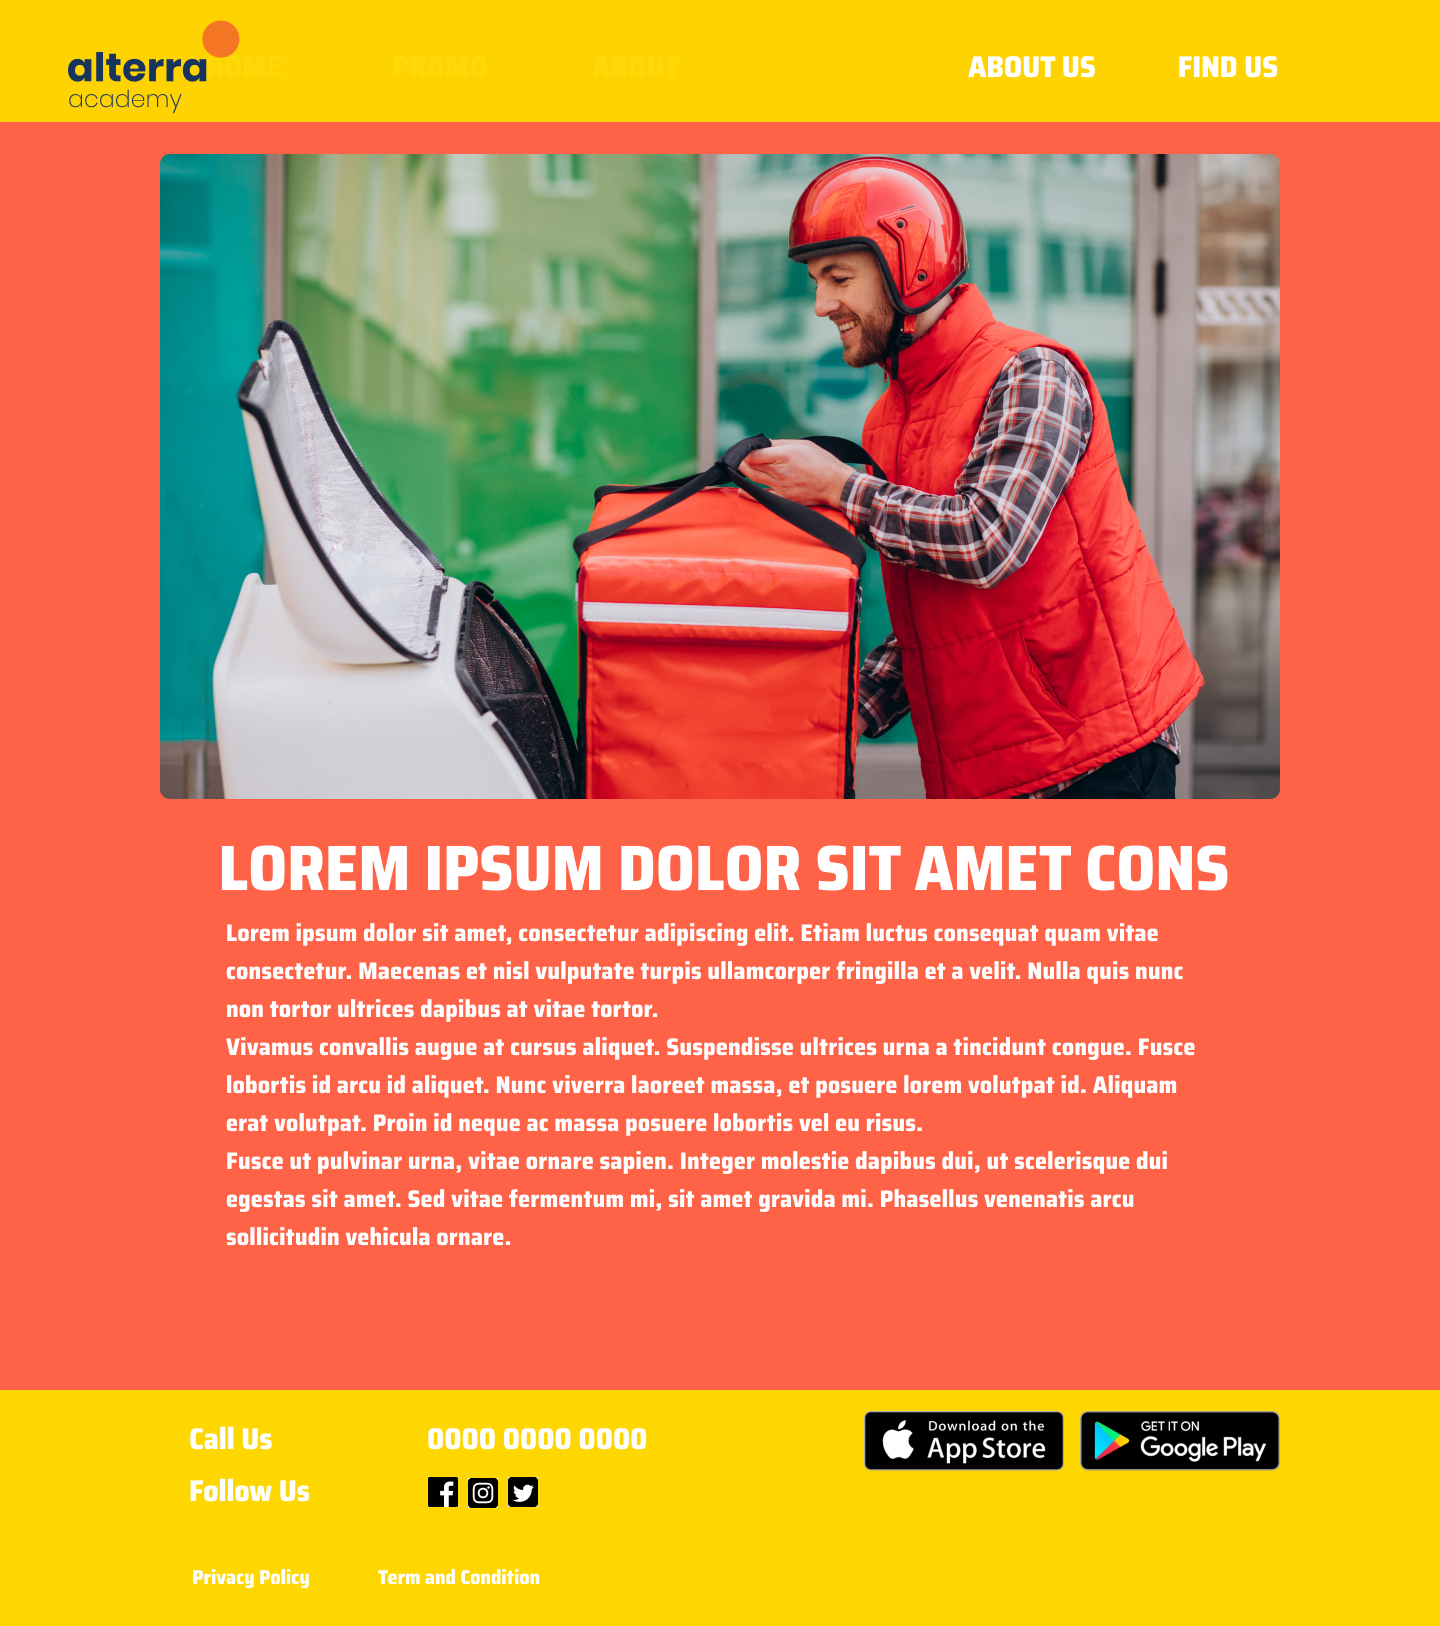 alterra
academy
HOME
PROMO
ABOUT
ABOUT US
FIND US
LOREM IPSUM DOLOR SIT AMET CONS
Lorem ipsum dolor sit amet, consectetur adipiscing elit. Etiam luctus consequat quam vitae
consectetur. Maecenas et nisl vulputate turpis ullamcorper fringilla et a velit. Nulla quis nunc
non tortor ultrices dapibus at vitae tortor.
Vivamus convallis augue at cursus aliquet. Suspendisse ultrices urna a tincidunt congue. Fusce
lobortis id arcu id aliquet. Nunc viverra laoreet massa, et posuere lorem volutpat id. Aliquam
erat volutpat. Proin id neque ac massa posuere lobortis vel eu risus.
Fusce ut pulvinar urna, vitae ornare sapien. Integer molestie dapibus dui, ut scelerisque dui
egestas sit amet. Sed vitae fermentum mi, sit amet gravida mi. Phasellus venenatis arcu
sollicitudin vehicula ornare.
Call Us
0000 0000 0000
Download on the
App Store
GET IT ON
Google Play
Follow Us
Privacy Policy
Term and Condition